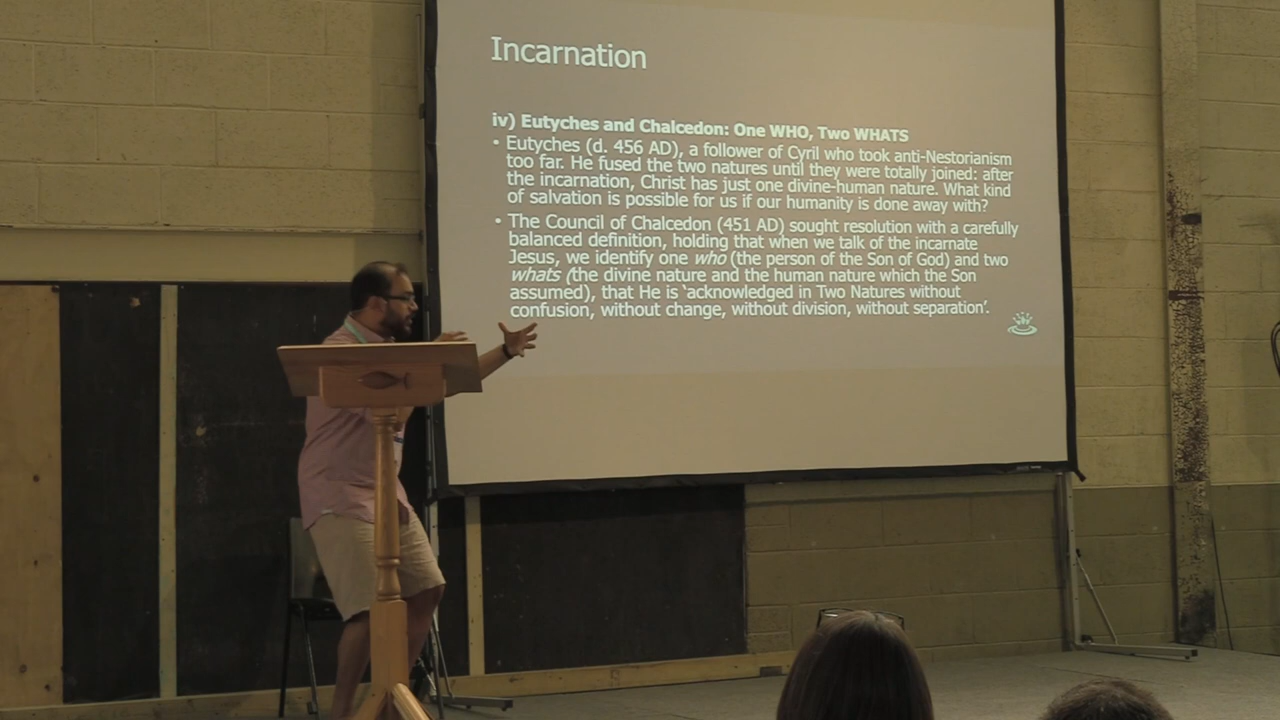 Incarnation
iv) Eutyches and Chalcedon: One WHO, Two WHATS
• Eutyches (d. 456 AD), a follower of Cyril who took anti-Nestorianism
too far. He fused the two natures until they were totally joined: after
the incarnation, Christ has just one divine-human nature. What kind
of salvation is possible for us if our humanity is done away with?
• The Council of Chalcedon (451 AD) sought resolution with a carefully
balanced definition, holding that when we talk of the incarnate
Jesus, we identify one who (the person of the Son of God) and two
whats (the divine nature and the human nature which the Son
assumed), that He is ‘acknowledged in Two Natures without
confusion, without change, without division, without separation’.